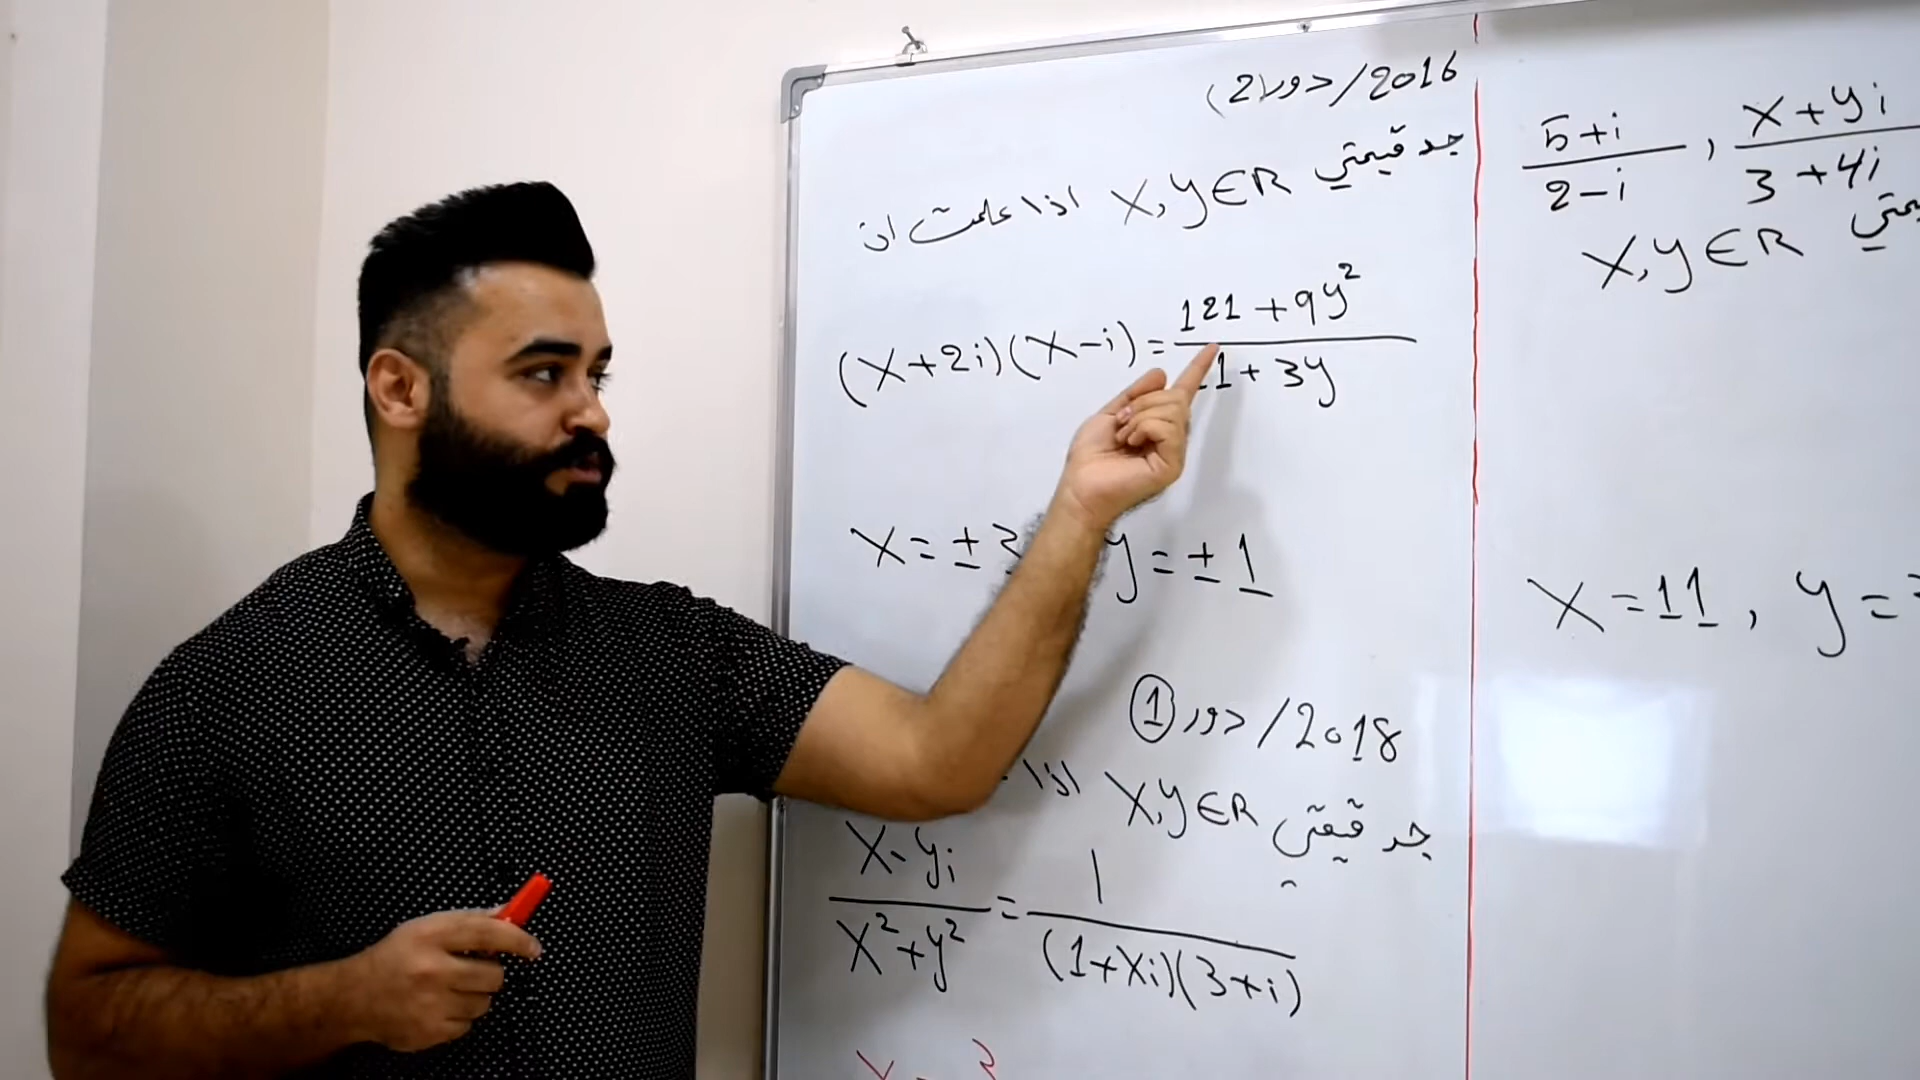 2016/دور(2)
جد قيمتي X,y∈R اذا علمت ان
(X+2i)(X-i)=
121+9y²
11+3y
X=±3
y=±1
2018/دور ①
جد قيمتي X,y∈R اذا
X-yi
X²+y²
=
1
(1+Xi)(3+i)
5+i
2-i
,
X+yi
3+4i
X,y∈R
X=11, y=